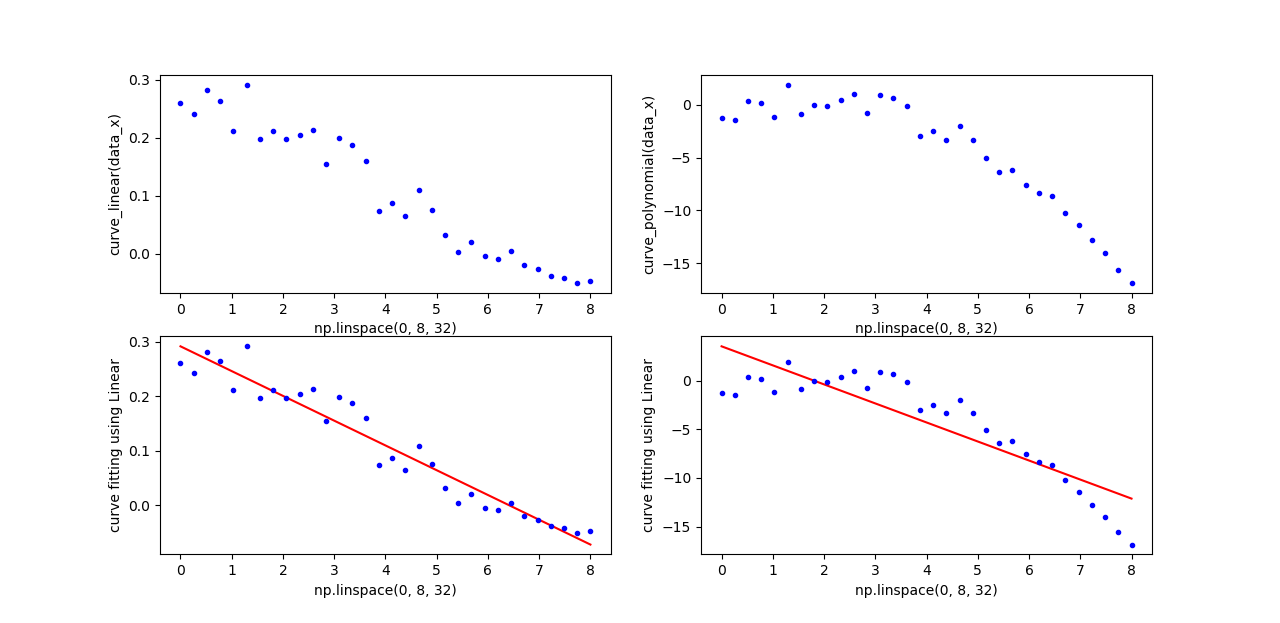 curve_linear(data_x)
0.3
0.2
0.1
0.0
0 1 2 3 4 5 6 7 8
np.linspace(0, 8, 32)
curve_polynomial(data_x)
0
−5
−10
−15
0 1 2 3 4 5 6 7 8
np.linspace(0, 8, 32)
curve fitting using Linear
0.3
0.2
0.1
0.0
0 1 2 3 4 5 6 7 8
np.linspace(0, 8, 32)
curve fitting using Linear
0
−5
−10
−15
0 1 2 3 4 5 6 7 8
np.linspace(0, 8, 32)